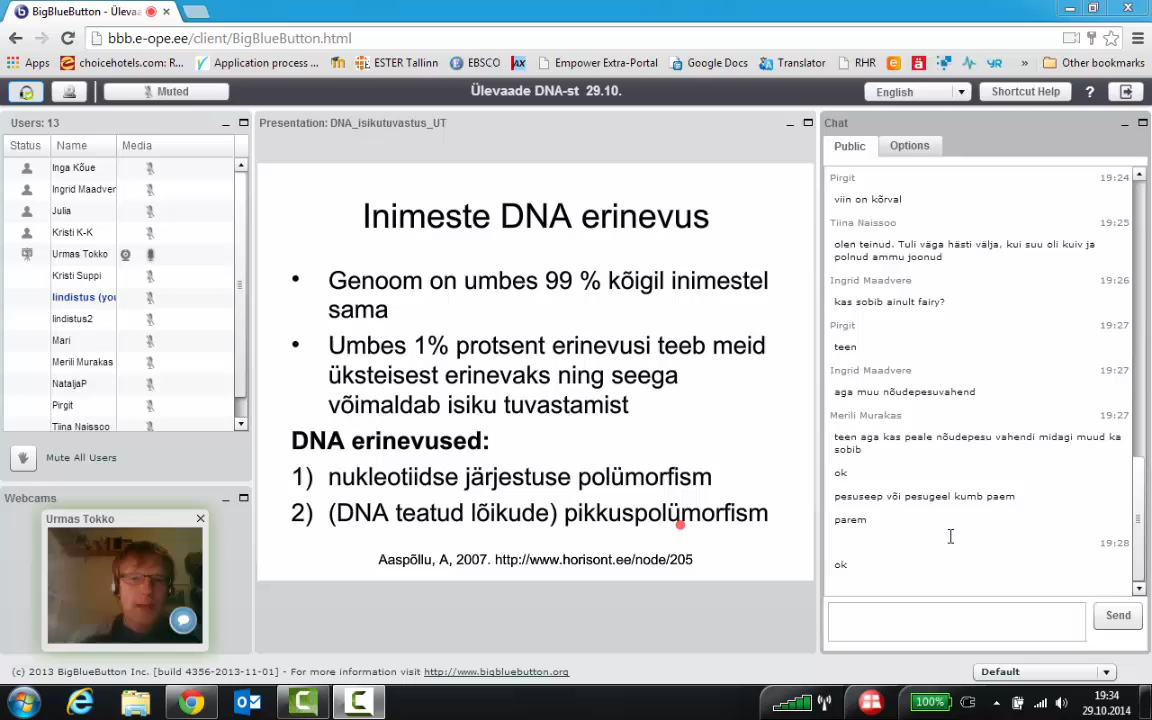 BigBlueButton - Ülevaa
bbb.e-ope.ee/client/BigBlueButton.html
Apps
choicehotels.com: R...
Application process ...
ESTER Tallinn
EBSCO
AX
Empower Extra-Portal
Google Docs
Translator
RHR
»
Other bookmarks
Muted
Ülevaade DNA-st 29.10.
English
Shortcut Help
?
Users: 13
Status Name Media
Inga Kõue
Ingrid Maadver
Julia
Kristi K-K
Urmas Tokko
Kristi Suppi
lindistus (you
lindistus2
Mari
Merili Murakas
NataljaP
Pirgit
Tiina Naissoo
Mute All Users
Webcams
Urmas Tokko
Presentation: DNA_isikutuvastus_UT
Inimeste DNA erinevus
• Genoom on umbes 99 % kõigil inimestel
sama
• Umbes 1% protsent erinevusi teeb meid
üksteisest erinevaks ning seega
võimaldab isiku tuvastamist
DNA erinevused:
1) nukleotiidse järjestuse polümorfism
2) (DNA teatud lõikude) pikkuspolümorfism
Aaspõllu, A, 2007. http://www.horisont.ee/node/205
Chat
Public Options
Pirgit 19:24
viin on kõrval
Tiina Naissoo 19:25
olen teinud. Tuli väga hästi välja, kui suu oli kuiv ja
polnud ammu joonud
Ingrid Maadvere 19:26
kas sobib ainult fairy?
Pirgit 19:27
teen
Ingrid Maadvere 19:27
aga muu nõudepesuvahend
Merili Murakas 19:27
teen aga kas peale nõudepesu vahendi midagi muud ka
sobib
ok
pesuseep või pesugeel kumb paem
parem
19:28
ok
Send
(c) 2013 BigBlueButton Inc. [build 4356-2013-11-01] - For more information visit http://www.bigbluebutton.org
Default
100%
19:34
29.10.2014